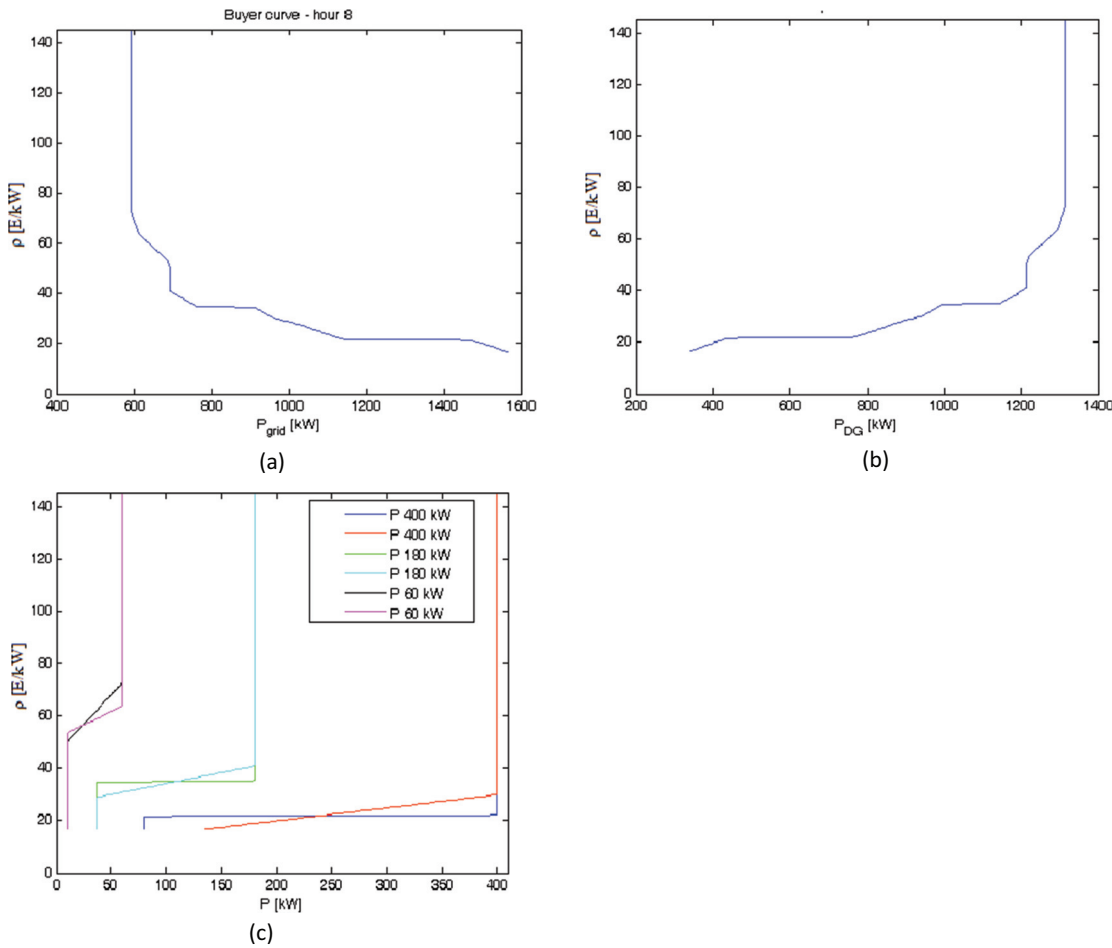 Buyer curve - hour 8
140
120
100
80
60
40
20
0
ρ [E/kW]
400 600 800 1000 1200 1400 1600
P_grid [kW]
(a)
140
120
100
80
60
40
20
0
ρ [E/kW]
200 400 600 800 1000 1200 1400
P_DG [kW]
(b)
140
120
100
80
60
40
20
0
ρ [E/kW]
P 400 kW
P 400 kW
P 180 kW
P 180 kW
P 60 kW
P 60 kW
0 50 100 150 200 250 300 350 400
P [kW]
(c)